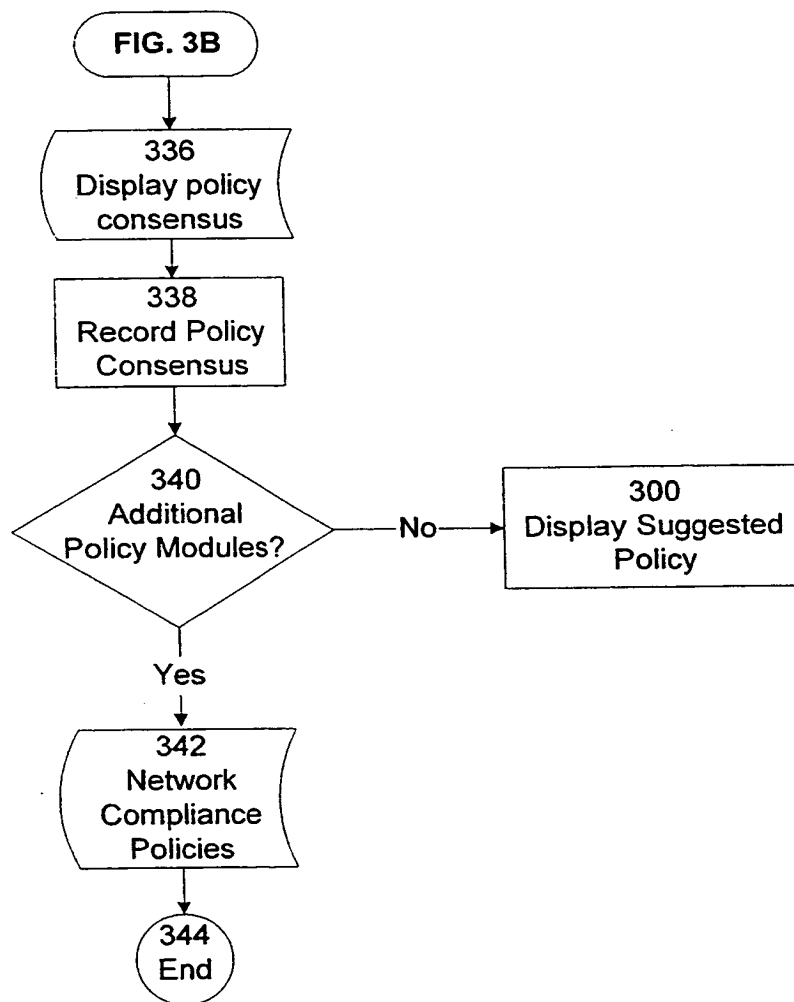 FIG. 3B
336
Display policy
consensus
338
Record Policy
Consensus
340
Additional
Policy Modules?
No
300
Display Suggested
Policy
Yes
342
Network
Compliance
Policies
344
End